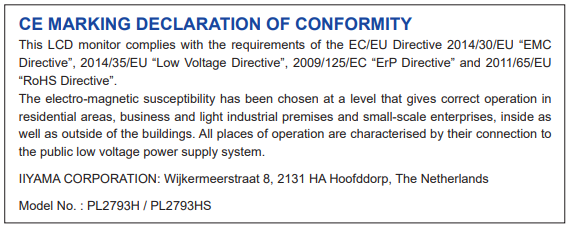 CE MARKING DECLARATION OF CONFORMITY
This LCD monitor complies with the requirements of the EC/EU Directive 2014/30/EU “EMC
Directive”, 2014/35/EU “Low Voltage Directive”, 2009/125/EC “ErP Directive” and 2011/65/EU
“RoHS Directive”.
The electro-magnetic susceptibility has been chosen at a level that gives correct operation in
residential areas, business and light industrial premises and small-scale enterprises, inside as
well as outside of the buildings. All places of operation are characterised by their connection to
the public low voltage power supply system.
IIYAMA CORPORATION: Wijkermeerstraat 8, 2131 HA Hoofddorp, The Netherlands
Model No. : PL2793H / PL2793HS